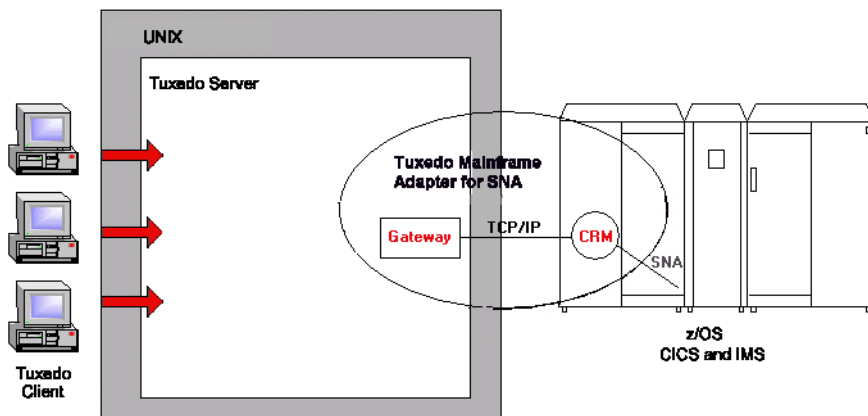 UNIX
Tuxedo Server
Tuxedo Mainframe
Adapter for SNA
Gateway
TCP/IP
CRM
SNA
z/OS
CICS and IMS
Tuxedo
Client